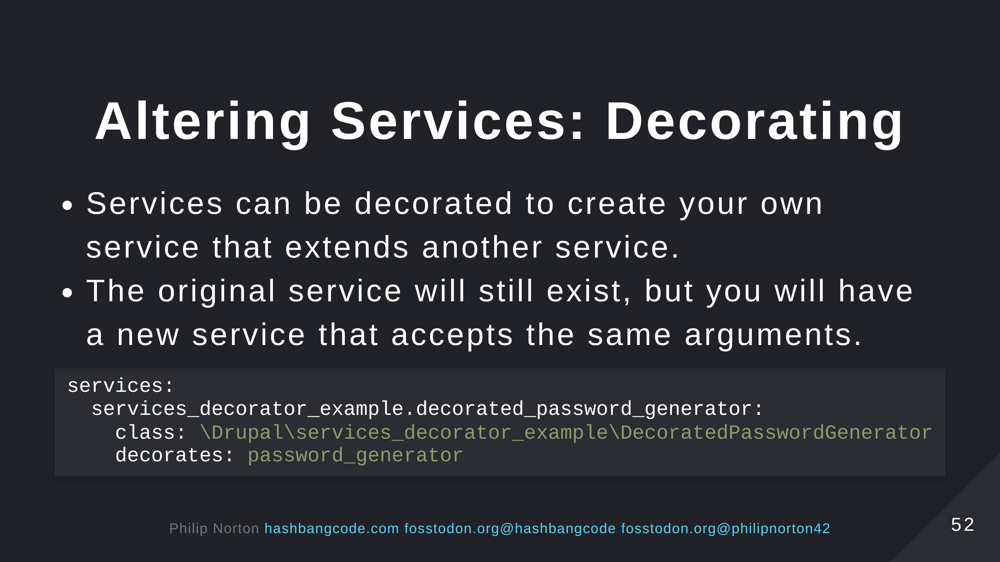 Altering Services: Decorating
• Services can be decorated to create your own
service that extends another service.
• The original service will still exist, but you will have
a new service that accepts the same arguments.
services:
  services_decorator_example.decorated_password_generator:
    class: \Drupal\services_decorator_example\DecoratedPasswordGenerator
    decorates: password_generator
Philip Norton hashbangcode.com fosstodon.org@hashbangcode fosstodon.org@philipnorton42
52